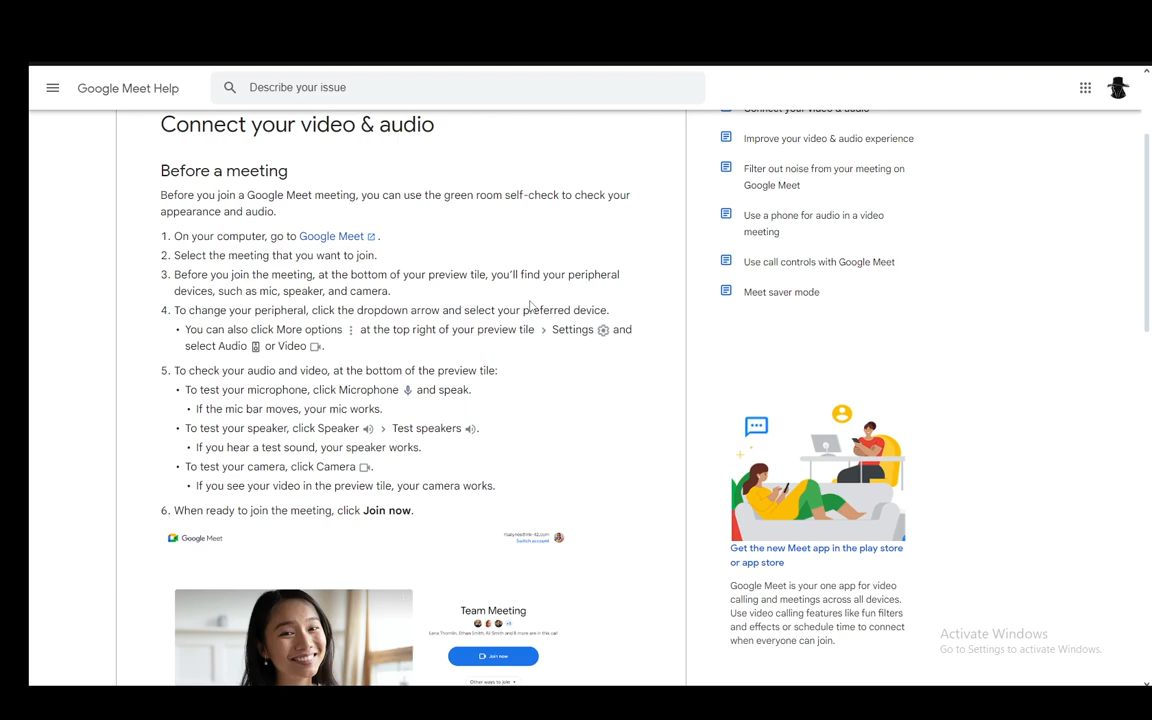 Google Meet Help
Describe your issue
Connect your video & audio
Before a meeting
Before you join a Google Meet meeting, you can use the green room self-check to check your
appearance and audio.
1. On your computer, go to Google Meet .
2. Select the meeting that you want to join.
3. Before you join the meeting, at the bottom of your preview tile, you'll find your peripheral
devices, such as mic, speaker, and camera.
4. To change your peripheral, click the dropdown arrow and select your preferred device.
• You can also click More options at the top right of your preview tile > Settings and
select Audio or Video .
5. To check your audio and video, at the bottom of the preview tile:
• To test your microphone, click Microphone and speak.
• If the mic bar moves, your mic works.
• To test your speaker, click Speaker > Test speakers .
• If you hear a test sound, your speaker works.
• To test your camera, click Camera .
• If you see your video in the preview tile, your camera works.
6. When ready to join the meeting, click Join now.
Google Meet
Switch account
Team Meeting
Join now
Other ways to join
Connect your video & audio
Improve your video & audio experience
Filter out noise from your meeting on
Google Meet
Use a phone for audio in a video
meeting
Use call controls with Google Meet
Meet saver mode
Get the new Meet app in the play store
or app store
Google Meet is your one app for video
calling and meetings across all devices.
Use video calling features like fun filters
and effects or schedule time to connect
when everyone can join.
Activate Windows
Go to Settings to activate Windows.